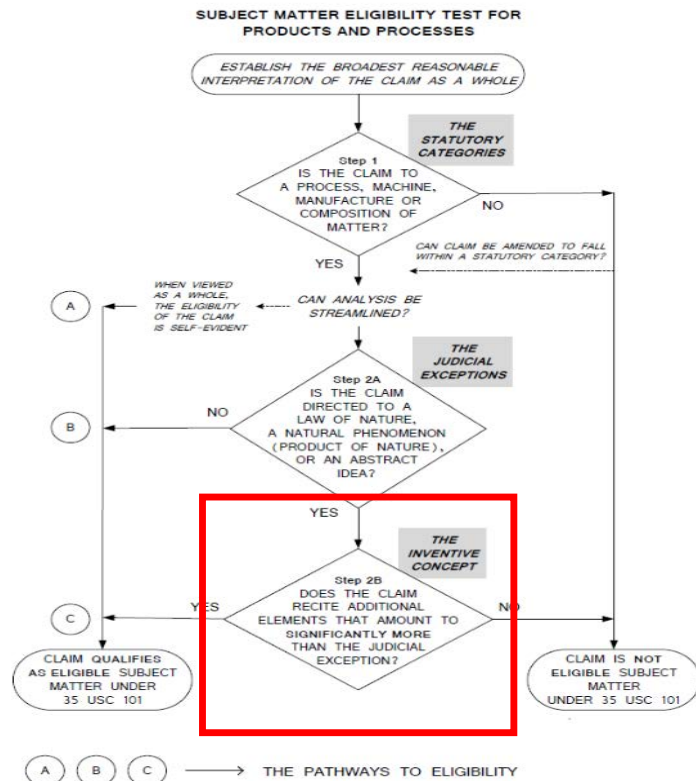 SUBJECT MATTER ELIGIBILITY TEST FOR
PRODUCTS AND PROCESSES
ESTABLISH THE BROADEST REASONABLE
INTERPRETATION OF THE CLAIM AS A WHOLE
THE
STATUTORY
CATEGORIES
Step 1
IS THE CLAIM TO
A PROCESS, MACHINE,
MANUFACTURE OR
COMPOSITION OF
MATTER?
NO
YES
CAN CLAIM BE AMENDED TO FALL
WITHIN A STATUTORY CATEGORY?
A
WHEN VIEWED
AS A WHOLE,
THE ELIGIBILITY
OF THE CLAIM
IS SELF-EVIDENT
CAN ANALYSIS BE
STREAMLINED?
THE
JUDICIAL
EXCEPTIONS
Step 2A
IS THE CLAIM
DIRECTED TO A
LAW OF NATURE,
A NATURAL PHENOMENON
(PRODUCT OF NATURE),
OR AN ABSTRACT
IDEA?
NO
B
YES
THE
INVENTIVE
CONCEPT
Step 2B
DOES THE CLAIM
RECITE ADDITIONAL
ELEMENTS THAT AMOUNT TO
SIGNIFICANTLY MORE
THAN THE JUDICIAL
EXCEPTION?
C
YES
NO
CLAIM QUALIFIES
AS ELIGIBLE SUBJECT
MATTER UNDER
35 USC 101
CLAIM IS NOT
ELIGIBLE SUBJECT
MATTER
UNDER 35 USC 101
A B C THE PATHWAYS TO ELIGIBILITY